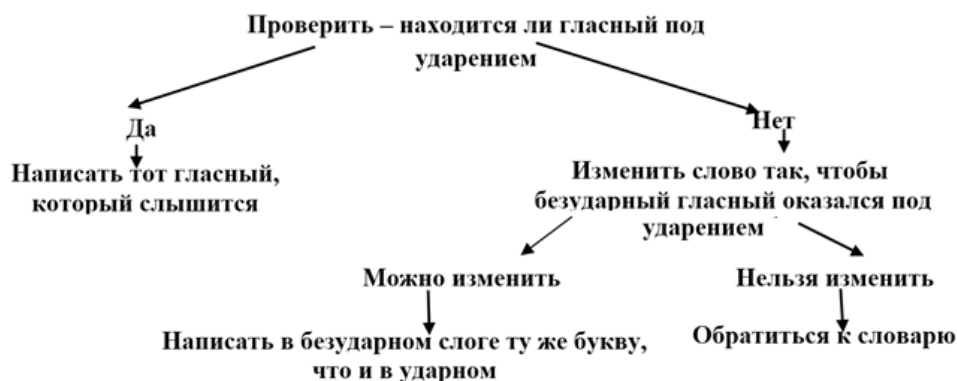 Проверить – находится ли гласный под
ударением
Да
Нет
Написать тот гласный,
который слышится
Изменить слово так, чтобы
безударный гласный оказался под
ударением
Можно изменить
Нельзя изменить
Написать в безударном слоге ту же букву,
что и в ударном
Обратиться к словарю